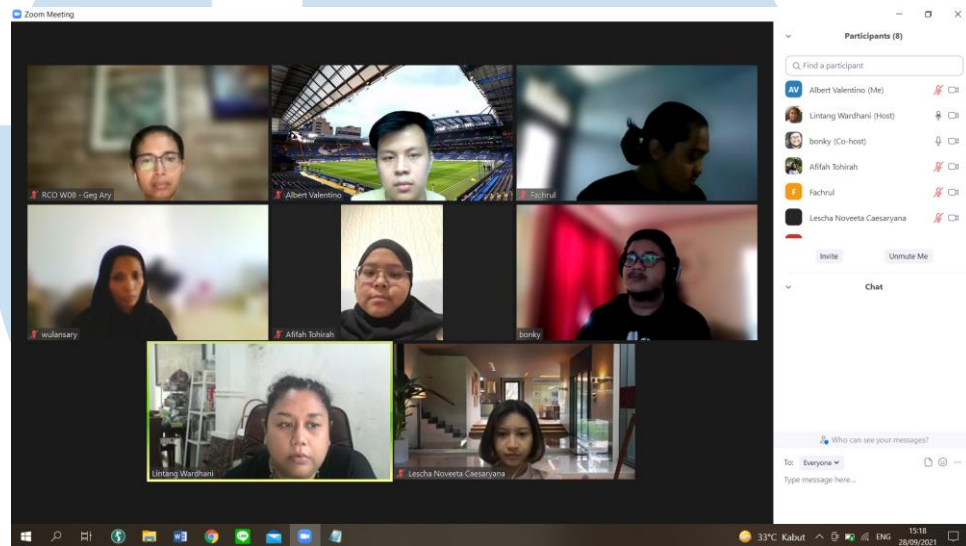 Zoom Meeting
Participants (8)
Find a participant
AV Albert Valentino (Me)
Lintang Wardhani (Host)
bonky (Co-host)
Afifah Tohirah
F Fachrul
Lescha Noveeta Caesaryana
Invite Unmute Me
Chat
RCO W08 - Geg Ary
Albert Valentino
Fachrul
wulansary
Afifah Tohirah
bonky
Lintang Wardhani
Lescha Noveeta Caesaryana
Who can see your messages?
To: Everyone
Type message here...
33°C Kabut ENG 15:18
28/09/2021